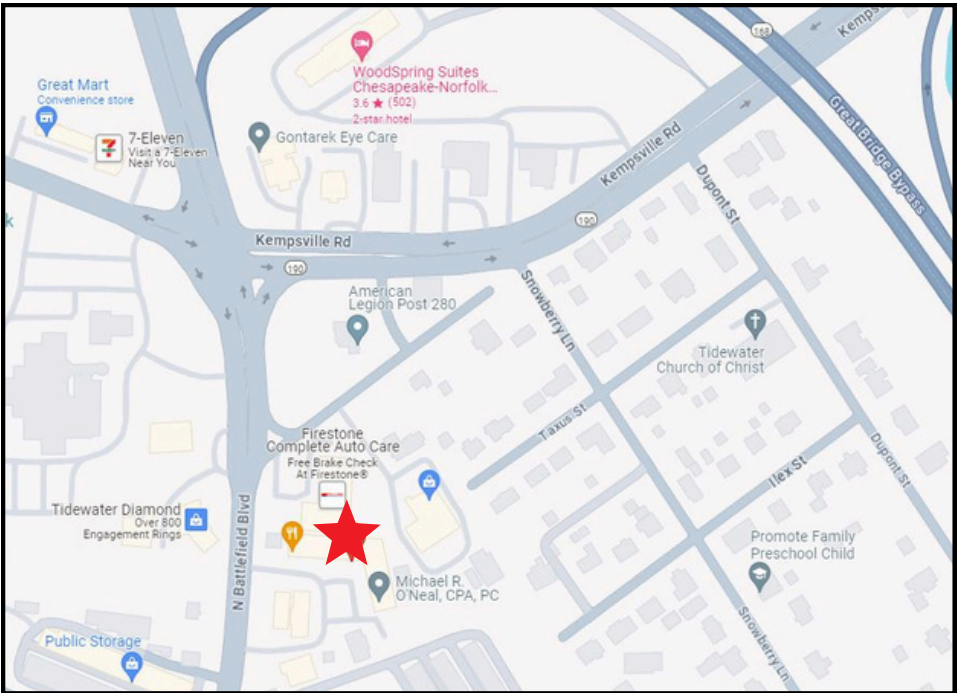 Kemps
168
WoodSpring Suites
Chesapeake-Norfolk...
3.6 ★ (502)
2-star hotel
Great Mart
Convenience store
7-Eleven
Visit a 7-Eleven
Near You
Gontarek Eye Care
Great Bridge Bypass
Kempsville Rd
Dupont St
190
k
Kempsville Rd
190
American
Legion Post 280
Snowberry Ln
Tidewater
Church of Christ
Taxus St
Firestone
Complete Auto Care
Free Brake Check
At Firestone®
Dupont St
Ilex St
Tidewater Diamond
Over 800
Engagement Rings
N Battlefield Blvd
Promote Family
Preschool Child
Michael R.
O'Neal, CPA, PC
Snowberry Ln
Public Storage